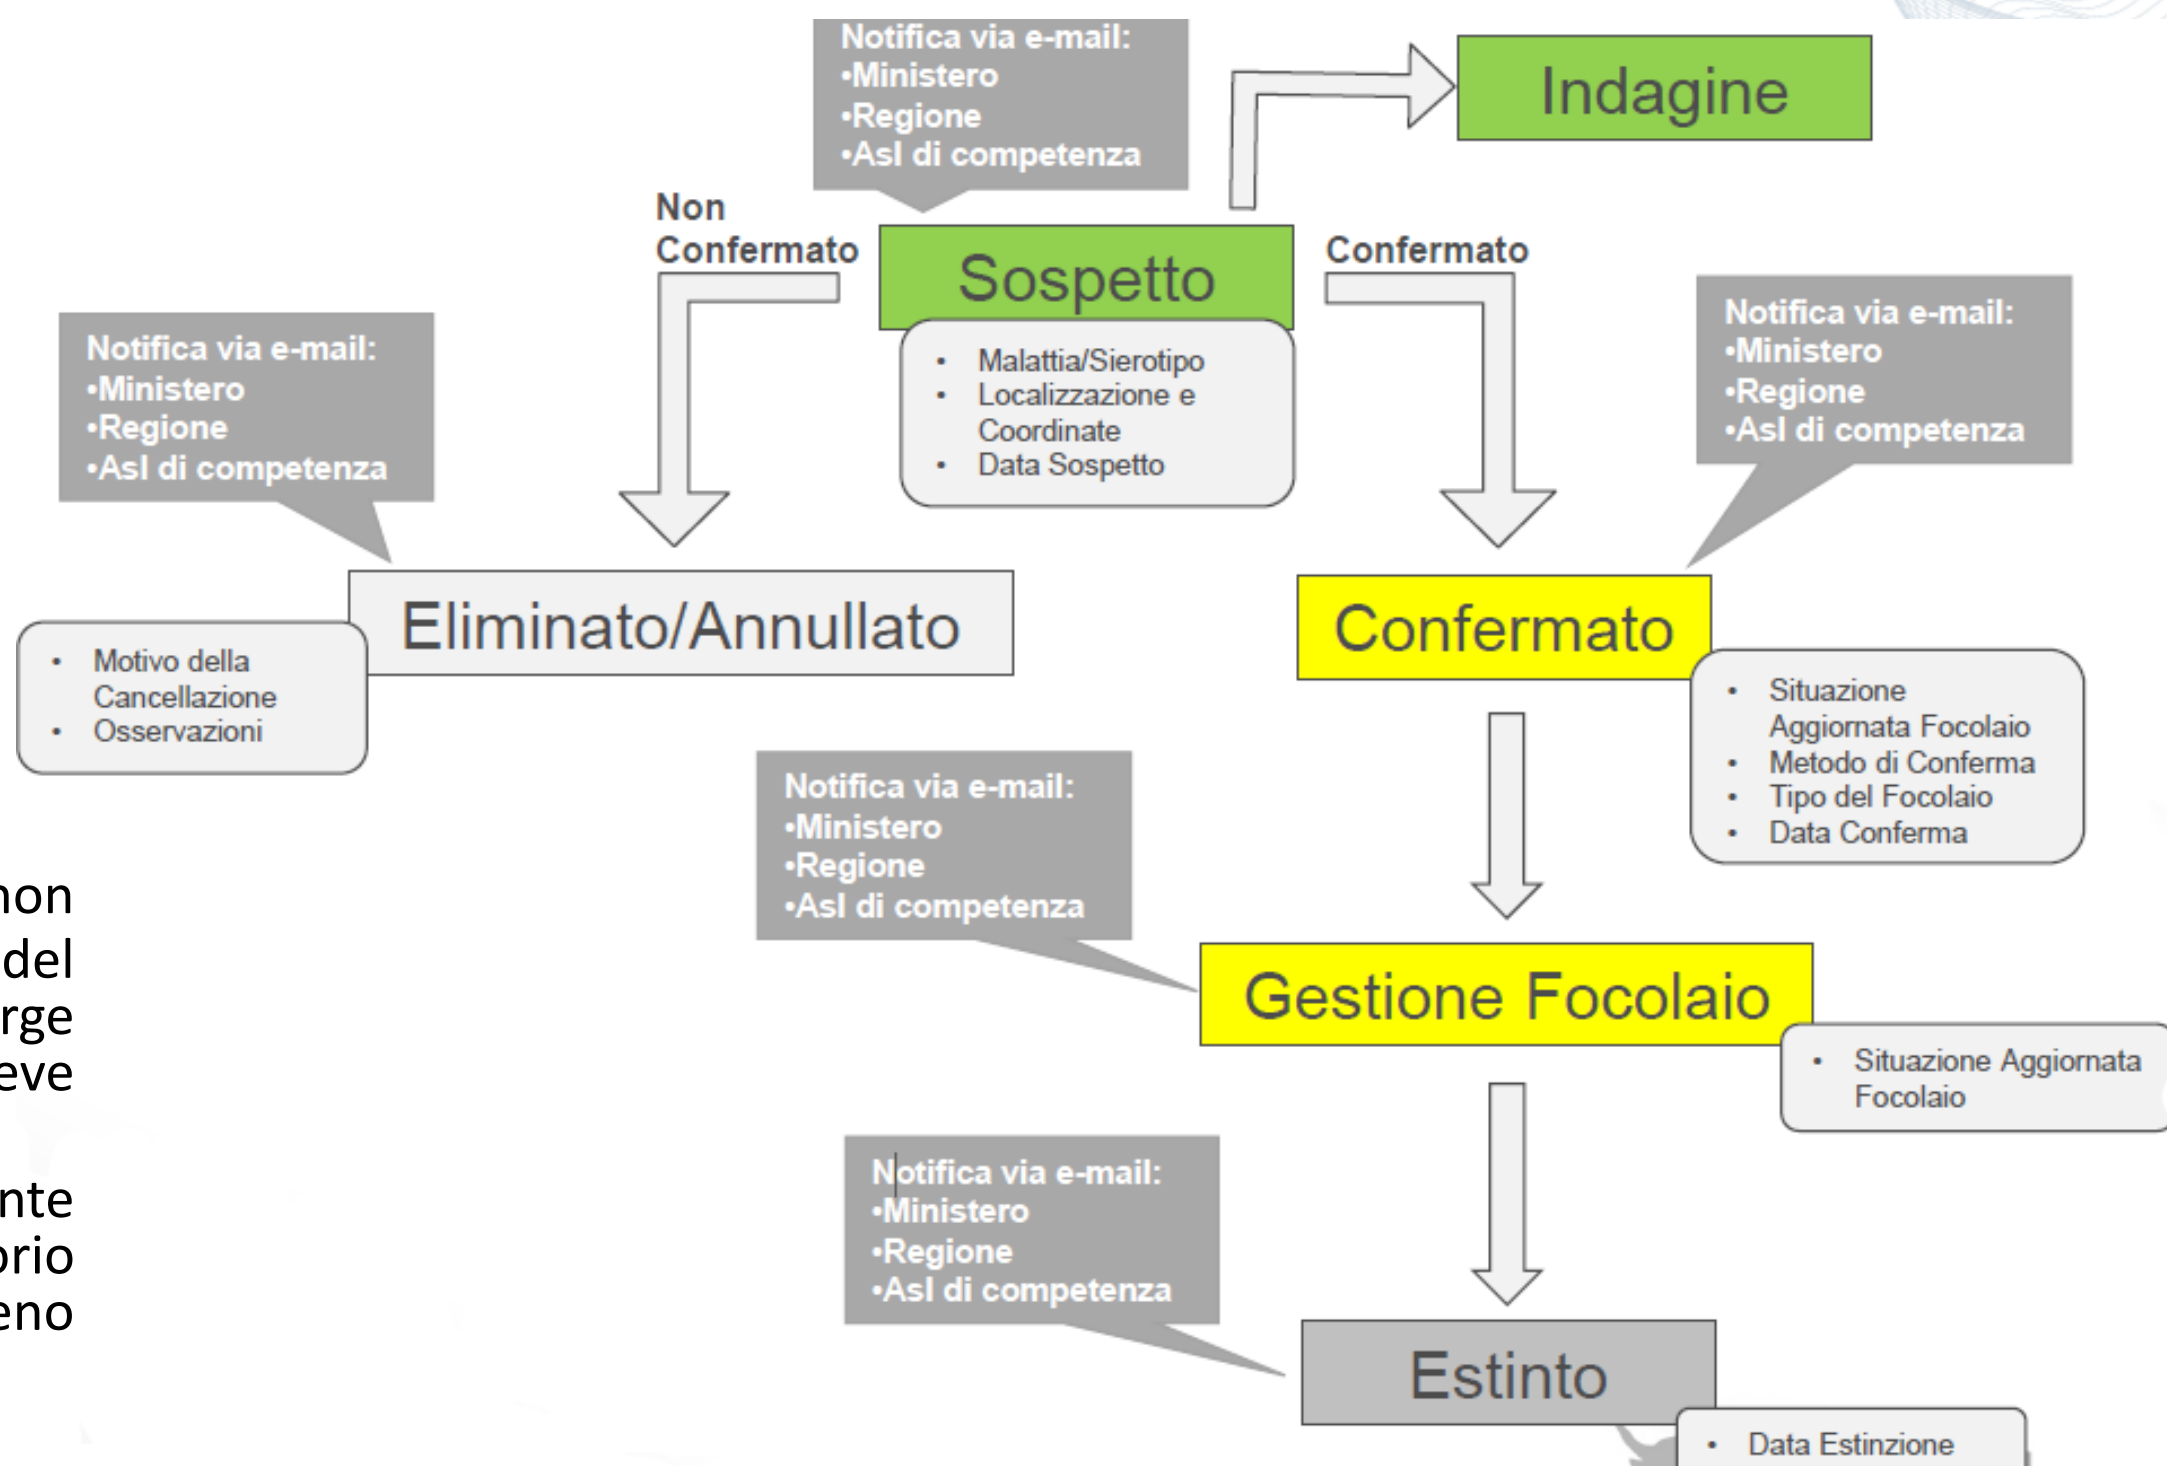 Notifica via e-mail:
•Ministero
•Regione
•Asl di competenza
Indagine
Non
Confermato
Sospetto
Confermato
• Malattia/Sierotipo
• Localizzazione e
Coordinate
• Data Sospetto
Notifica via e-mail:
•Ministero
•Regione
•Asl di competenza
Notifica via e-mail:
•Ministero
•Regione
•Asl di competenza
Eliminato/Annullato
• Motivo della
Cancellazione
• Osservazioni
Confermato
• Situazione
Aggiornata Focolaio
• Metodo di Conferma
• Tipo del Focolaio
• Data Conferma
Notifica via e-mail:
•Ministero
•Regione
•Asl di competenza
Gestione Focolaio
• Situazione Aggiornata
Focolaio
non
del
rge
eve
nte
orio
eno
Notifica via e-mail:
•Ministero
•Regione
•Asl di competenza
Estinto
• Data Estinzione